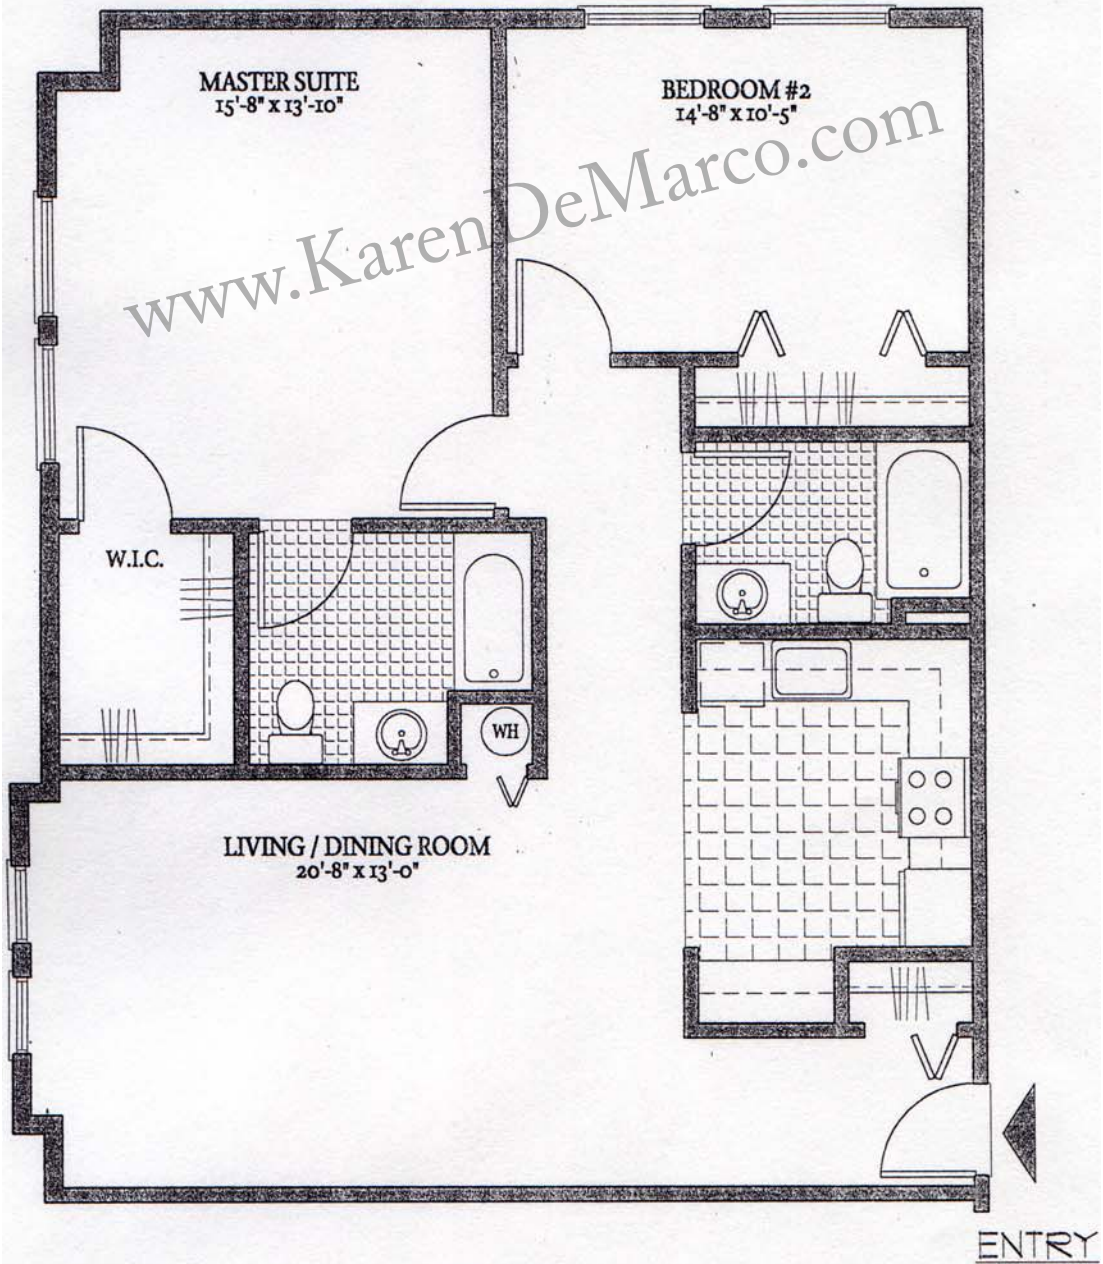 MASTER SUITE
15'-8" X 13'-10"
BEDROOM #2
14'-8" X 10'-5"
www.KarenDeMarco.com
W.I.C.
WH
LIVING / DINING ROOM
20'-8" X 13'-0"
ENTRY